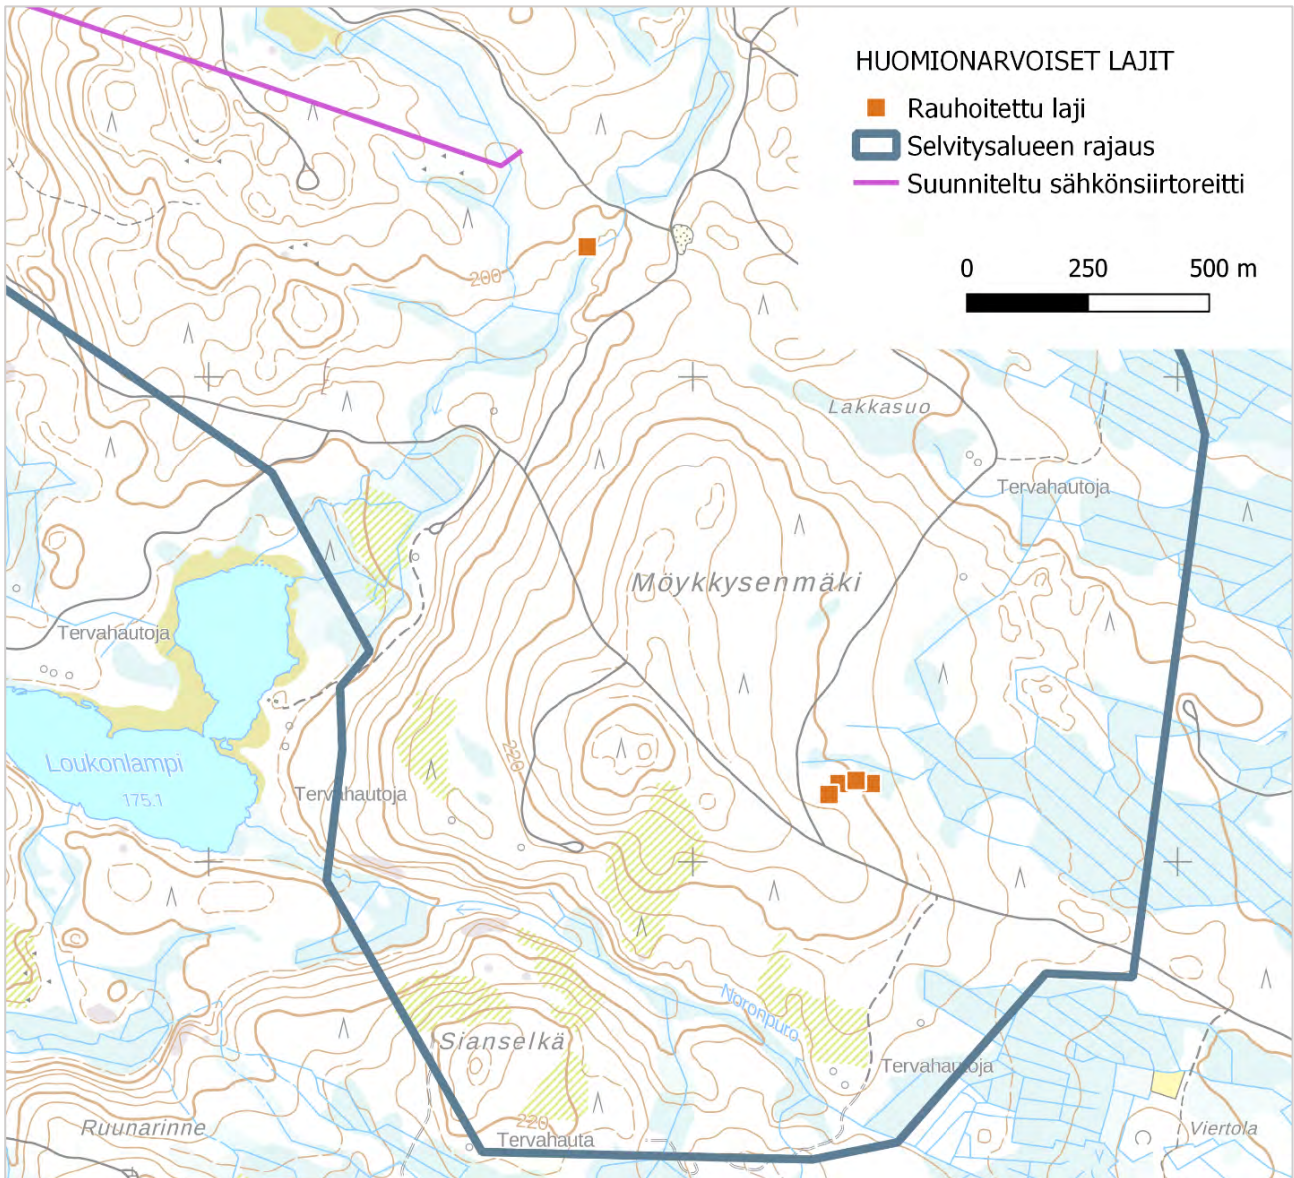 HUOMIONARVOISET LAJIT
Rauhoitettu laji
Selvitysalueen rajaus
Suunniteltu sähkönsiirtoreitti
0 250 500 m
200
Lakkasuo
Tervahautoja
Möykkysenmäki
Tervahautoja
220
Loukonlampi
175.1
Tervahautoja
Noronpuro
Sianselkä
Tervahautoja
220
Ruunarinne
Tervahauta
Viertola